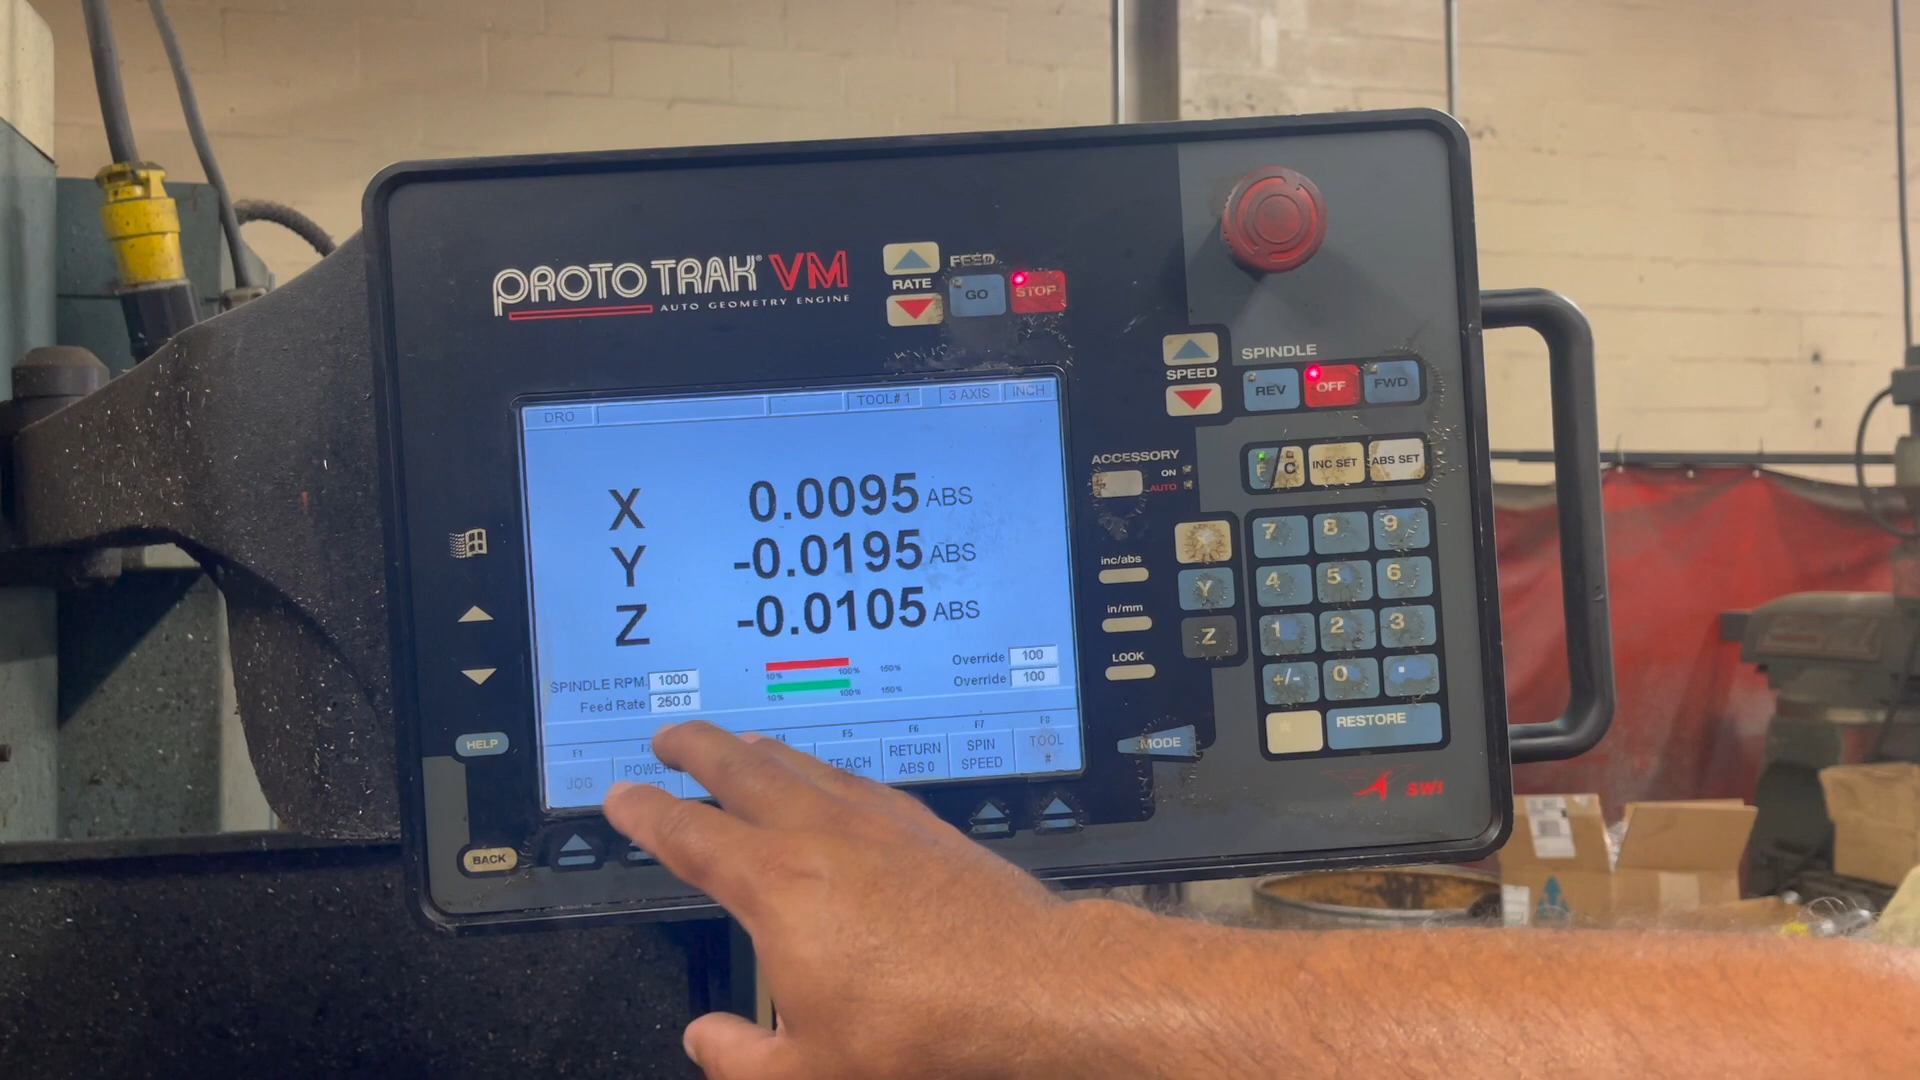 PROTO TRAK® VM
AUTO GEOMETRY ENGINE
FEED
RATE
GO
STOP
SPINDLE
SPEED
REV
OFF
FWD
DRO
TOOL# 1
3 AXIS
INCH
X 0.0095 ABS
Y -0.0195 ABS
Z -0.0105 ABS
SPINDLE RPM. 1000
Feed Rate 250.0
10% 100% 150%
10% 100% 150%
Override 100
Override 100
F1
F4
F5
F6
F7
F8
JOG
POWER
TEACH
RETURN
ABS 0
SPIN
SPEED
TOOL
#
ACCESSORY
ON
AUTO
F/C
INC SET
ABS SET
inc/abs
in/mm
LOOK
Y
Z
7 8 9
4 5 6
1 2 3
+/- 0 .
RESTORE
MODE
HELP
BACK
SWI